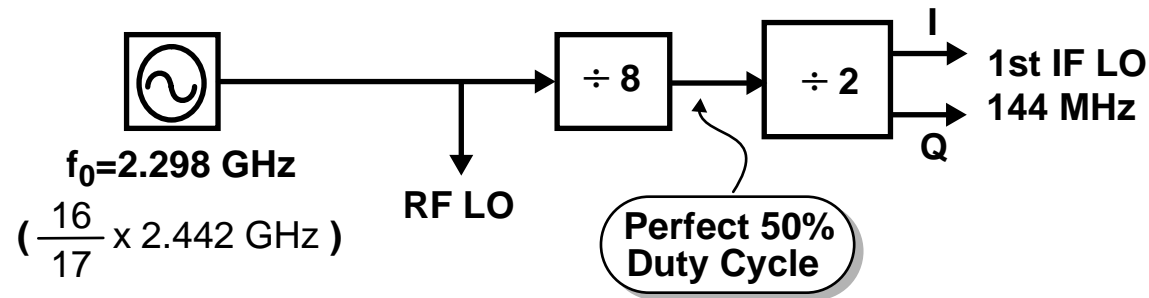 f₀=2.298 GHz
( 16/17 x 2.442 GHz )
RF LO
÷ 8
Perfect 50%
Duty Cycle
÷ 2
I
Q
1st IF LO
144 MHz